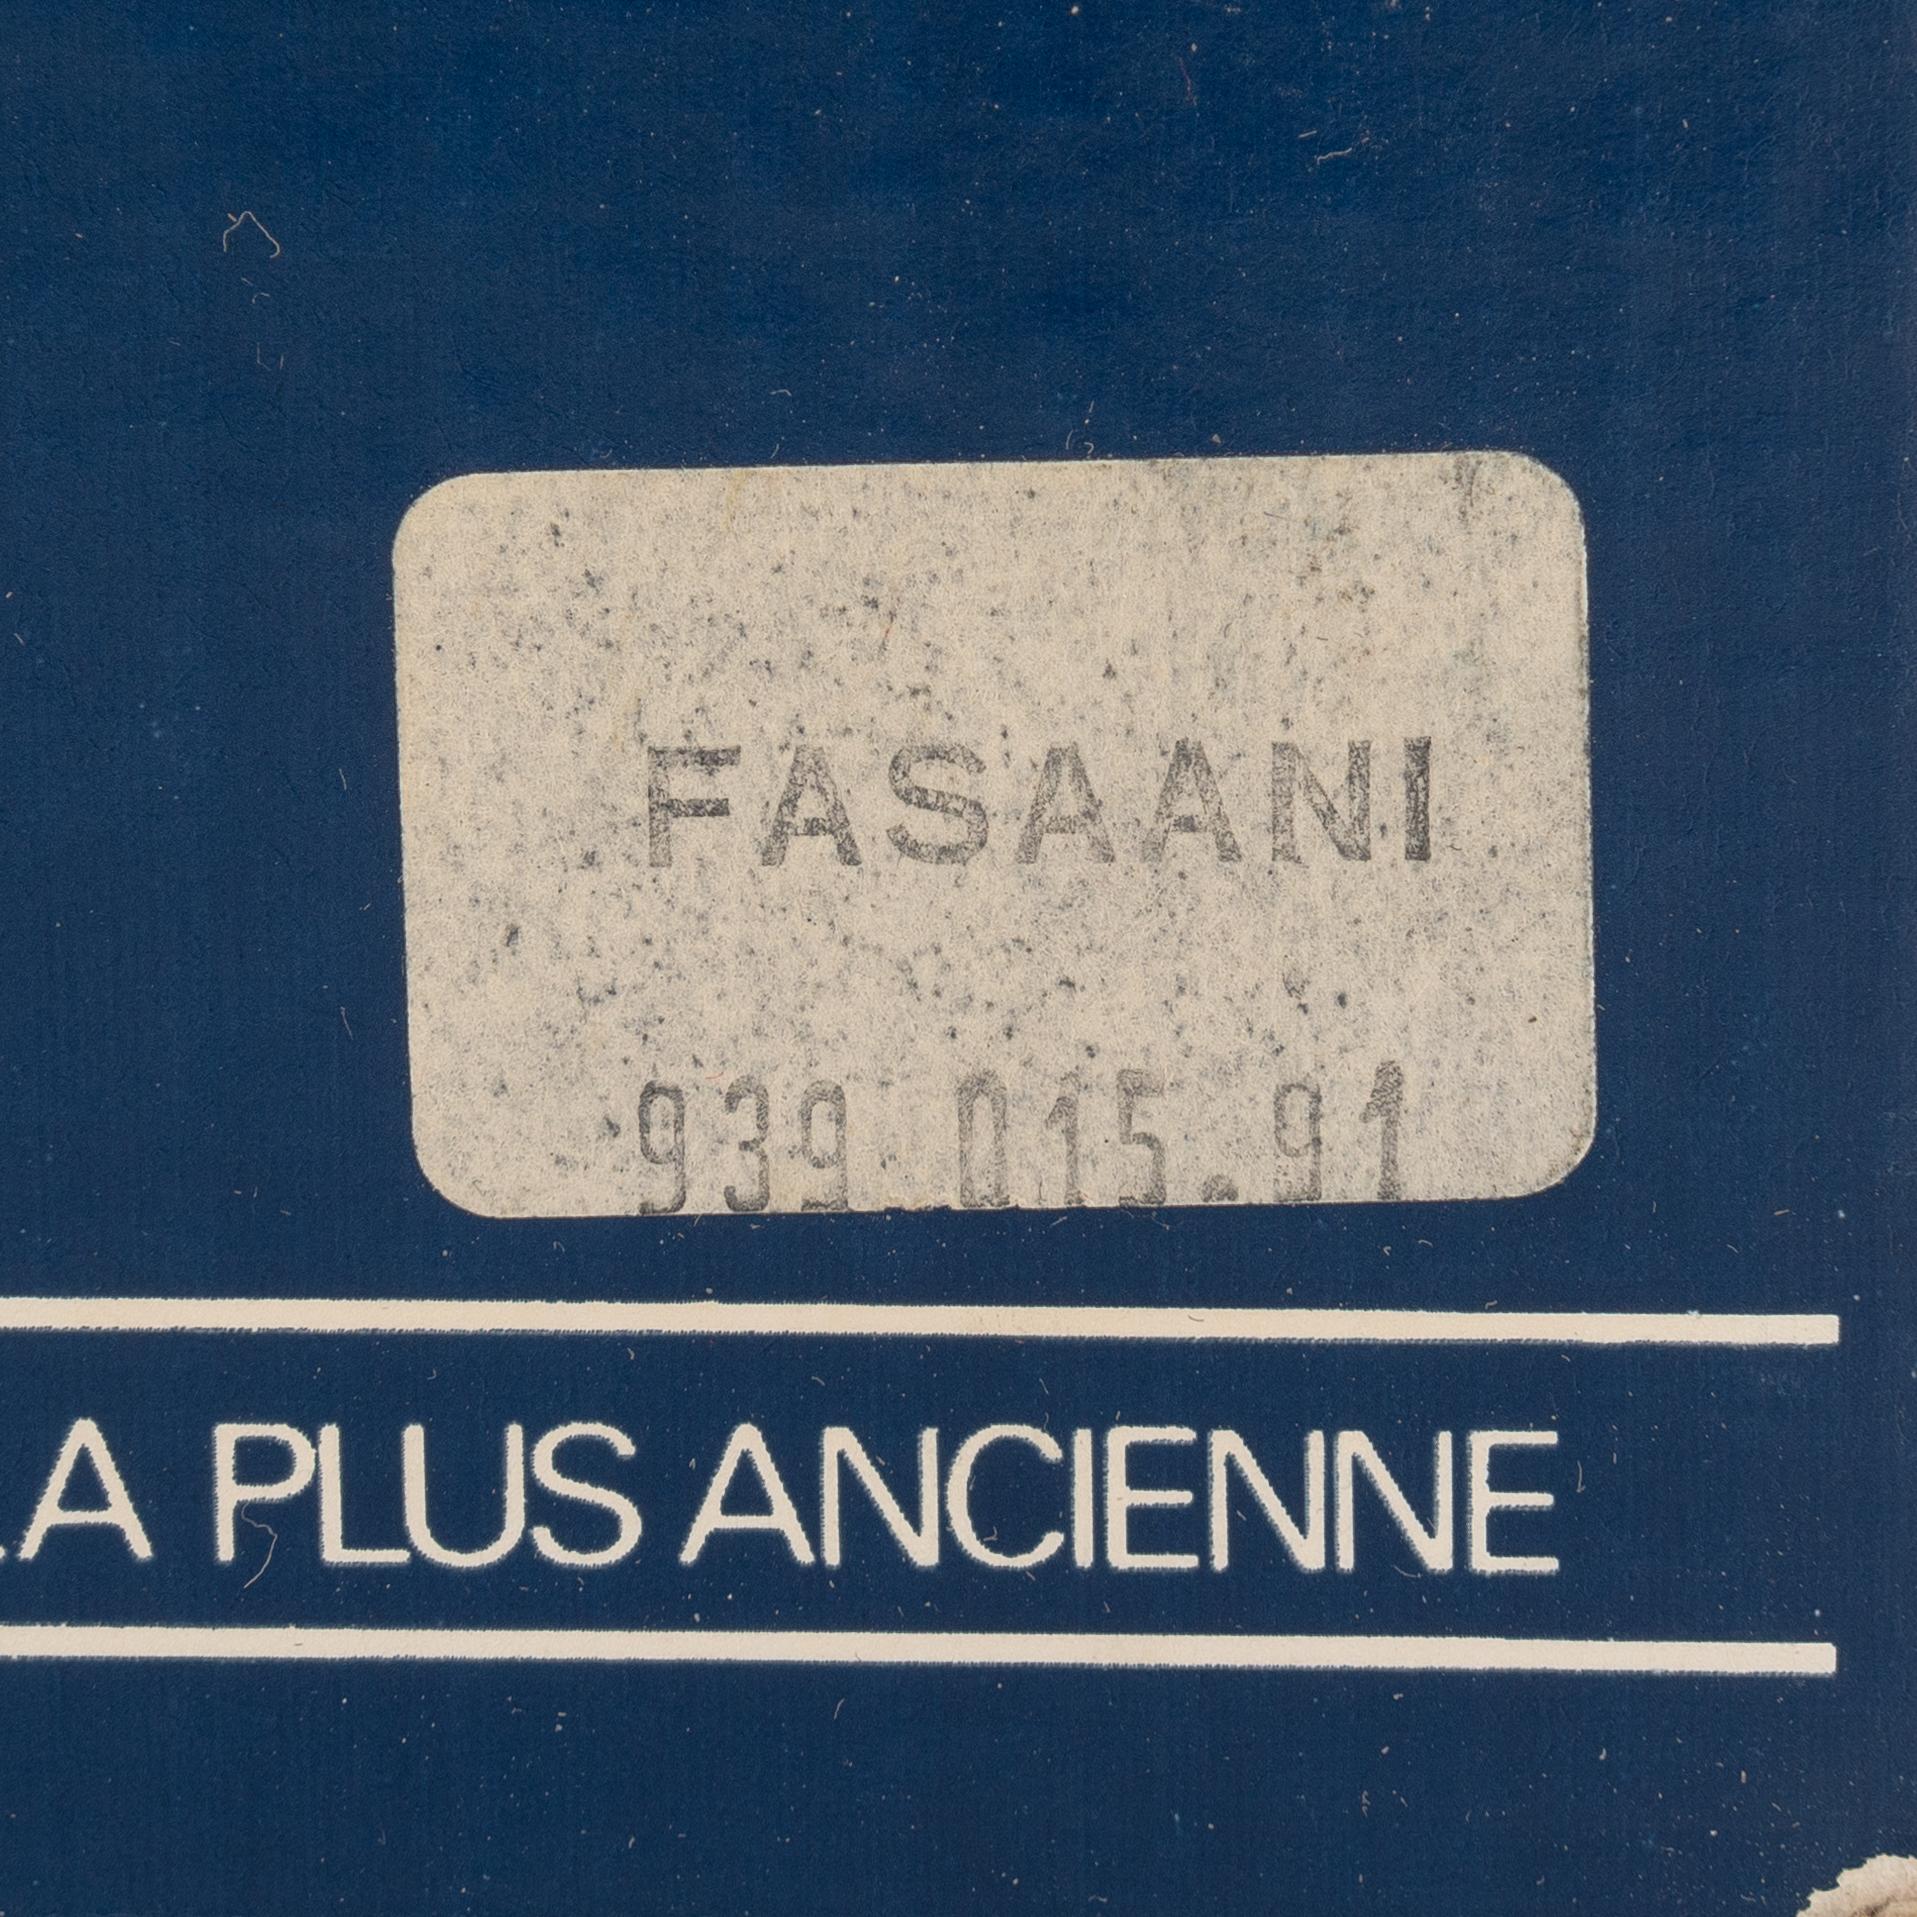 FASAANI
939 015.91
LA PLUS ANCIENNE